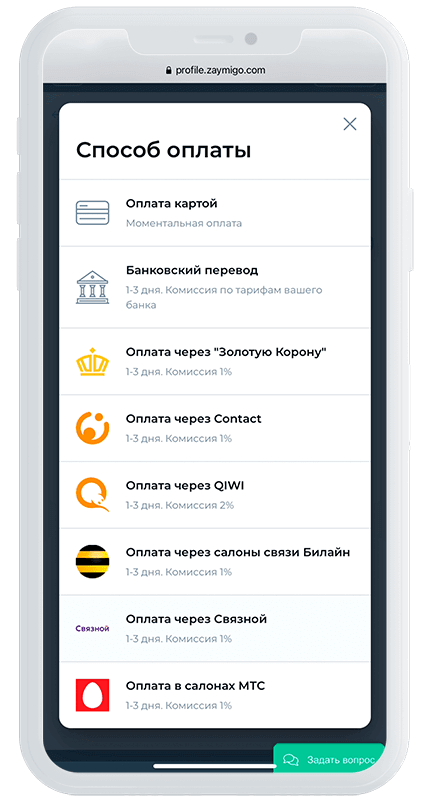 profile.zaymigo.com
Способ оплаты
Оплата картой
Моментальная оплата
Банковский перевод
1-3 дня. Комиссия по тарифам вашего
банка
Оплата через "Золотую Корону"
1-3 дня. Комиссия 1%
Оплата через Contact
1-3 дня. Комиссия 1%
Оплата через QIWI
1-3 дня. Комиссия 2%
Оплата через салоны связи Билайн
1-3 дня. Комиссия 1%
Связной
Оплата через Связной
1-3 дня. Комиссия 1%
Оплата в салонах МТС
1-3 дня. Комиссия 1%
Задать вопрос